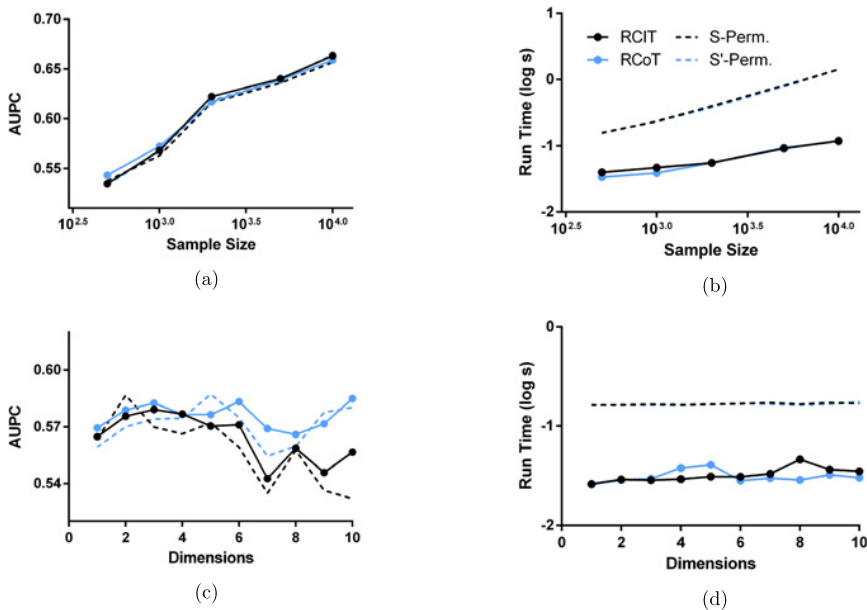 0.70
0.65
0.60
0.55
AUPC
10^2.5 10^3.0 10^3.5 10^4.0
Sample Size
(a)
RCIT S-Perm.
RCoT S'-Perm.
1
0
-1
-2
Run Time (log s)
10^2.5 10^3.0 10^3.5 10^4.0
Sample Size
(b)
0.60
0.57
0.54
AUPC
0 2 4 6 8 10
Dimensions
(c)
0
-1
-2
Run Time (log s)
0 2 4 6 8 10
Dimensions
(d)